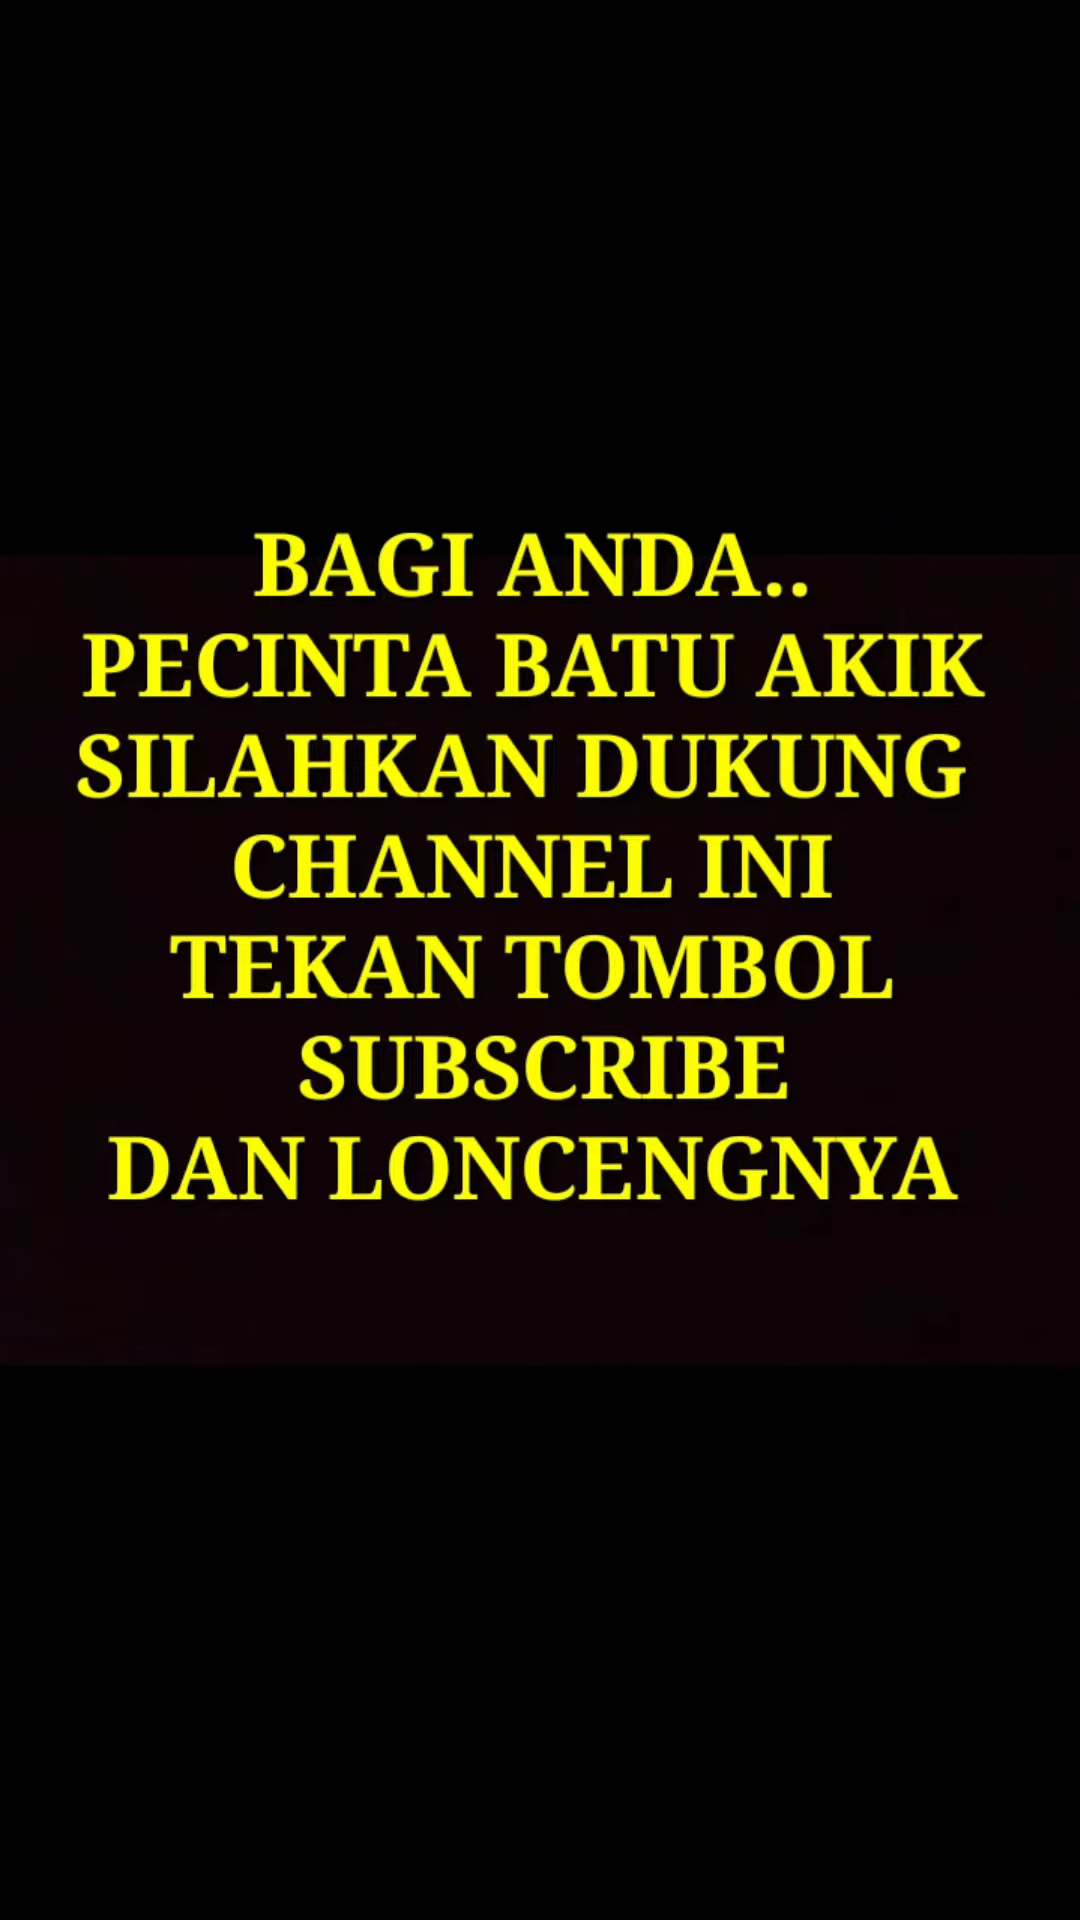 BAGI ANDA..
PECINTA BATU AKIK
SILAHKAN DUKUNG
CHANNEL INI
TEKAN TOMBOL
SUBSCRIBE
DAN LONCENGNYA